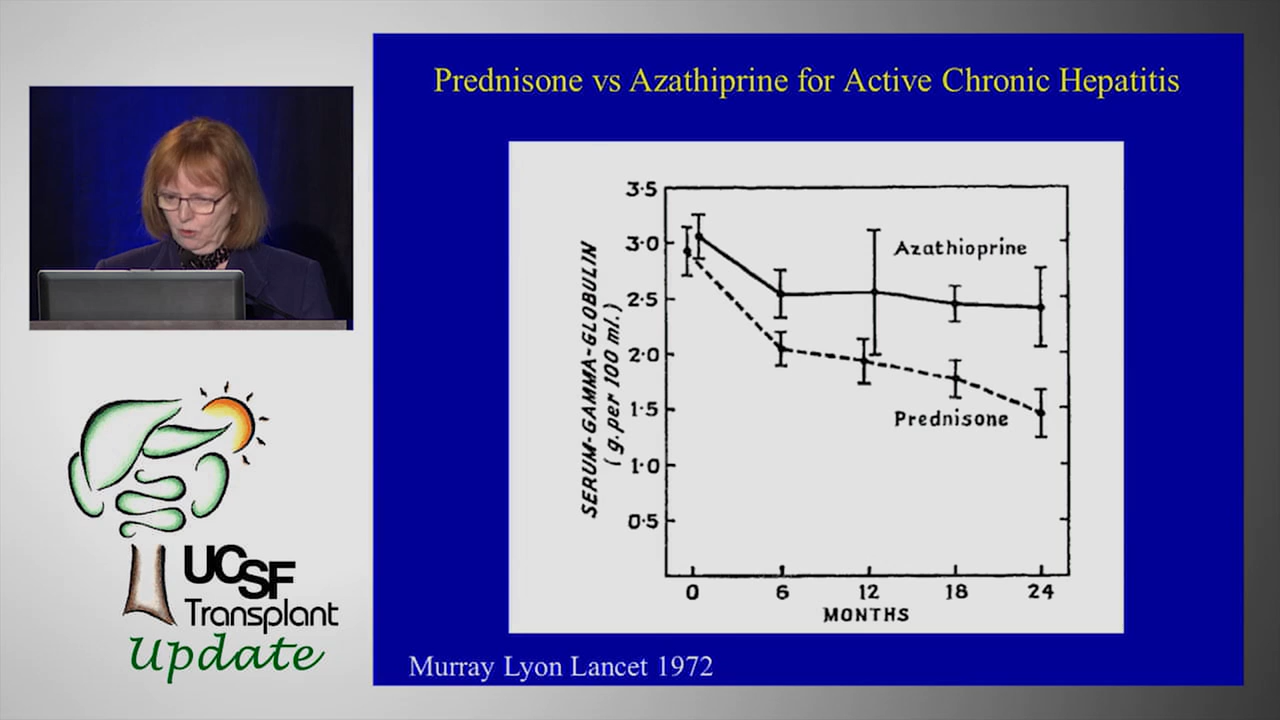 Prednisone vs Azathiprine for Active Chronic Hepatitis
3·5
3·0
2·5
2·0
1·5
1·0
0·5
SERUM-GAMMA-GLOBULIN
(g. per 100 ml.)
Azathioprine
Prednisone
0 6 12 18 24
MONTHS
Murray Lyon Lancet 1972
UCSF
Transplant
Update